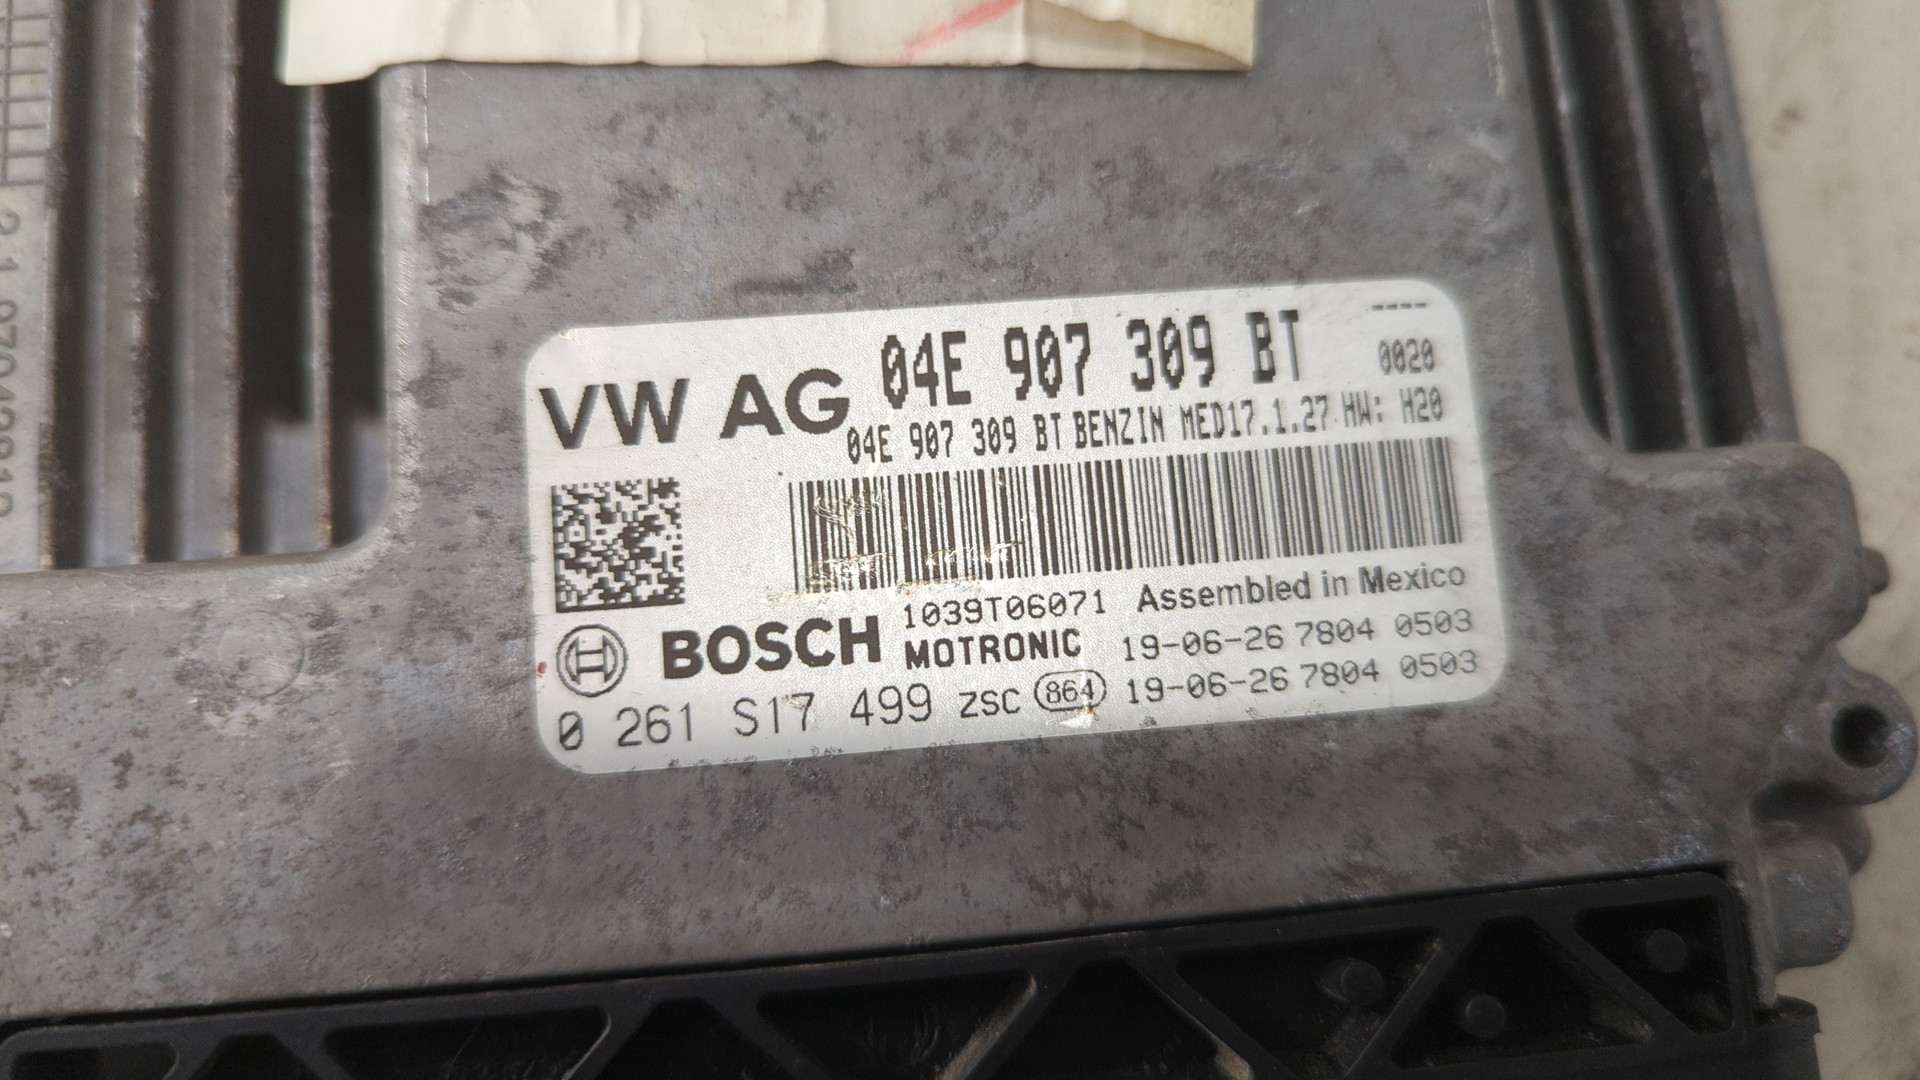 VW AG 04E 907 309 BT ----
0020
04E 907 309 BT BENZIN MED17.1.27 HW: H20
1039T06071 Assembled in Mexico
BOSCH MOTRONIC 19-06-26 7804 0503
0 261 S17 499 ZSC 864 19-06-26 7804 0503